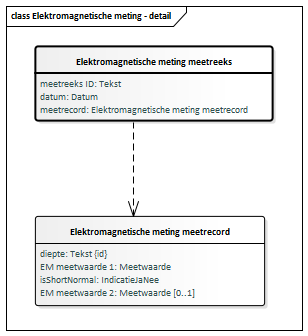 class Elektromagnetische meting - detail
Elektromagnetische meting meetreeks
meetreeks ID: Tekst
datum: Datum
meetrecord: Elektromagnetische meting meetrecord
Elektromagnetische meting meetrecord
diepte: Tekst {id}
EM meetwaarde 1: Meetwaarde
isShortNormal: IndicatieJaNee
EM meetwaarde 2: Meetwaarde [0..1]